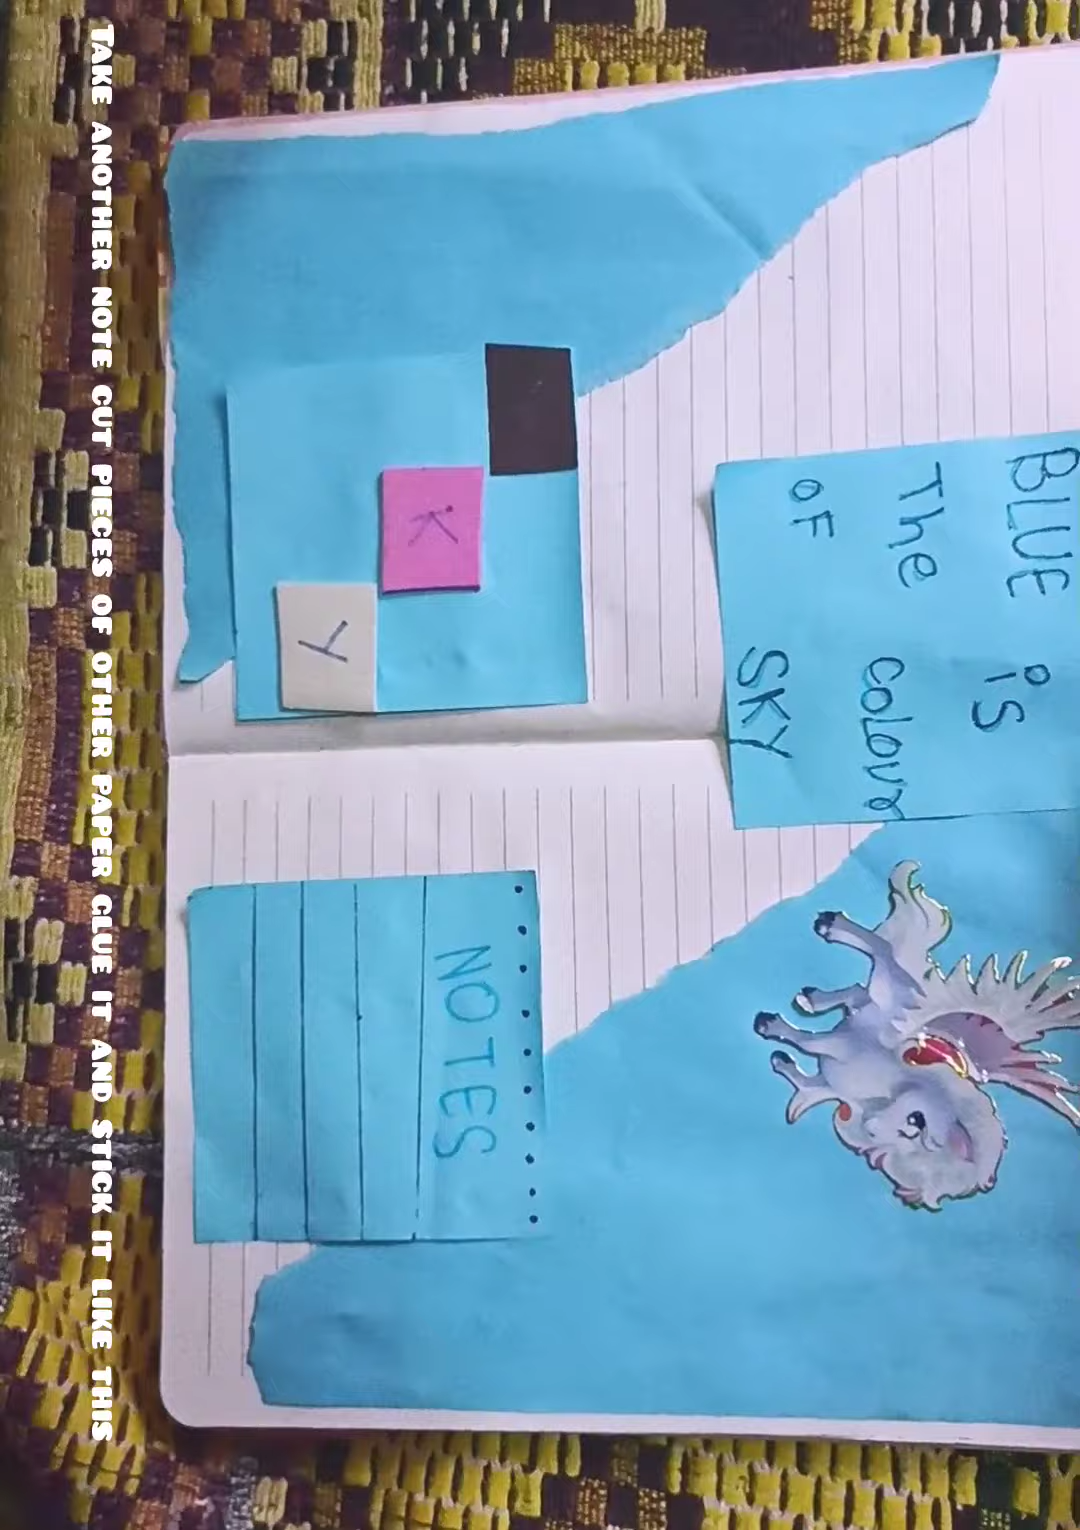 TAKE ANOTHER NOTE CUT PIECES OF OTHER PAPER GLUE IT AND STICK IT LIKE THIS
BLUE is
The colour
OF SKY
K
Y
NOTES